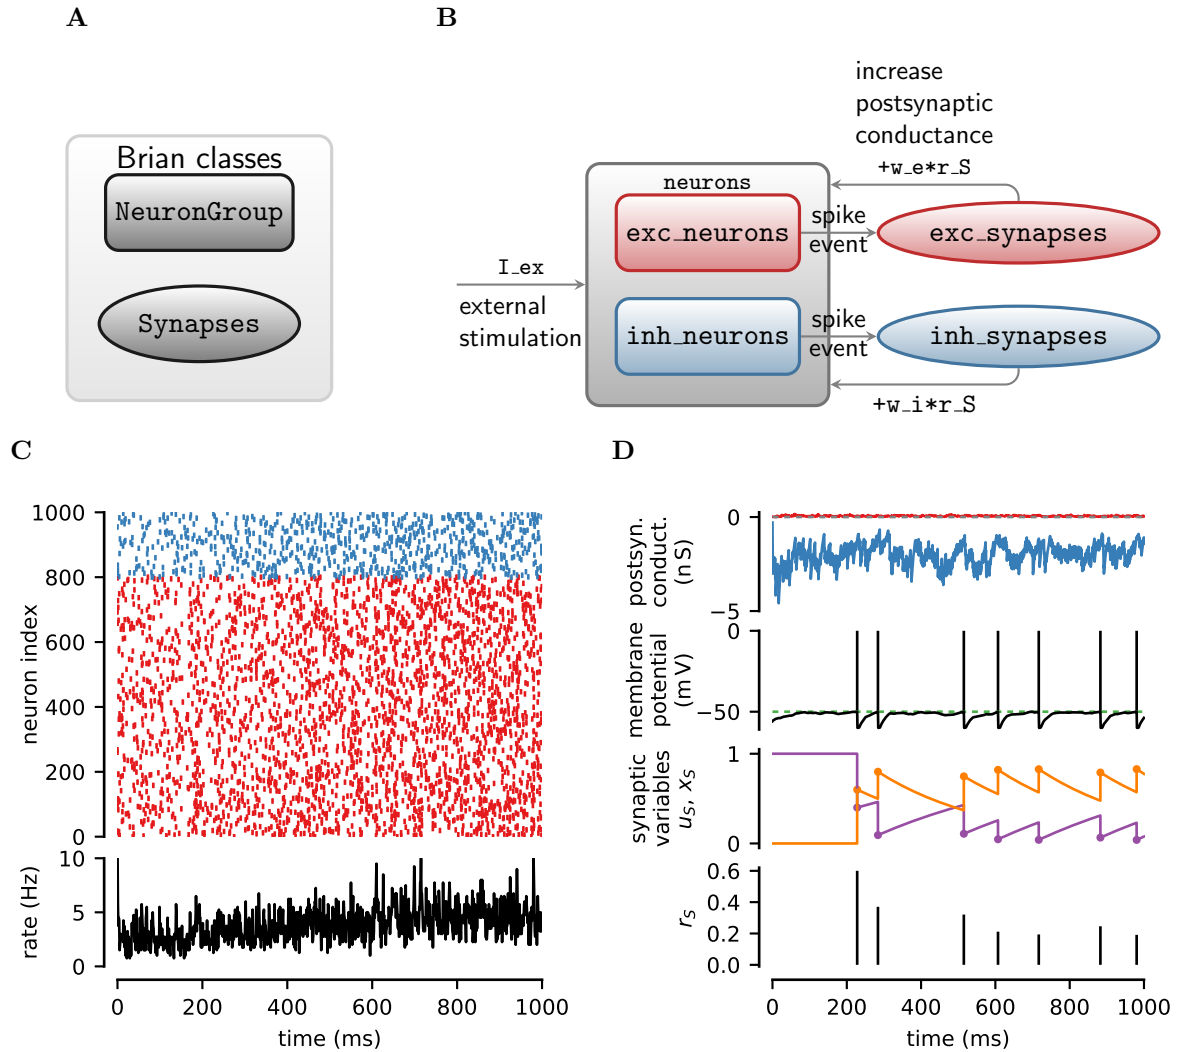 A
Brian classes
NeuronGroup
Synapses
B
increase
postsynaptic
conductance
+w_e*r_S
neurons
exc_neurons
spike
event
exc_synapses
I_ex
external
stimulation
inh_neurons
spike
event
inh_synapses
+w_i*r_S
C
1000
800
600
400
200
0
neuron index
10
5
0
rate (Hz)
0
200
400
600
800
1000
time (ms)
D
0
−5
postsyn.
conduct.
(nS)
0
−50
membrane
potential
(mV)
1
0
synaptic
variables
u_S, x_S
0.6
0.4
0.2
0.0
r_S
0
200
400
600
800
1000
time (ms)